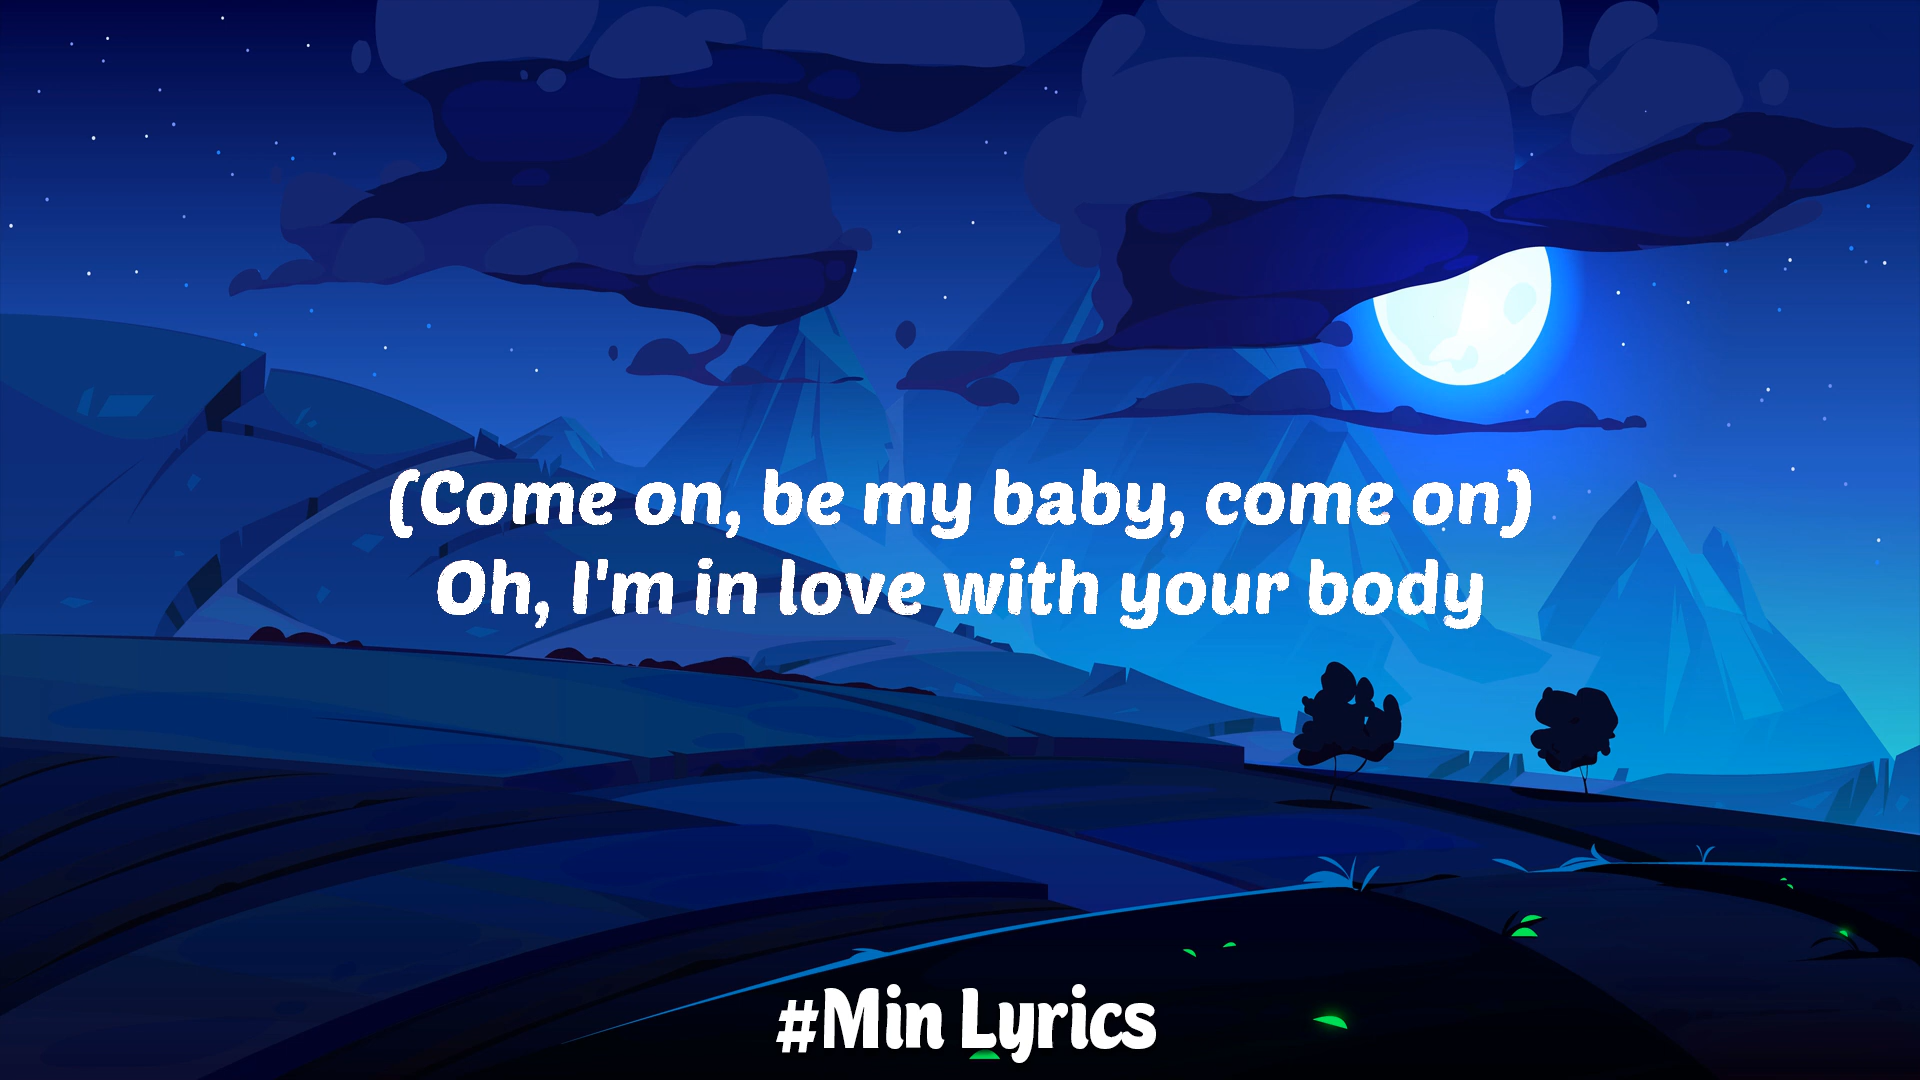 (Come on, be my baby, come on)
Oh, I'm in love with your body
#Min Lyrics